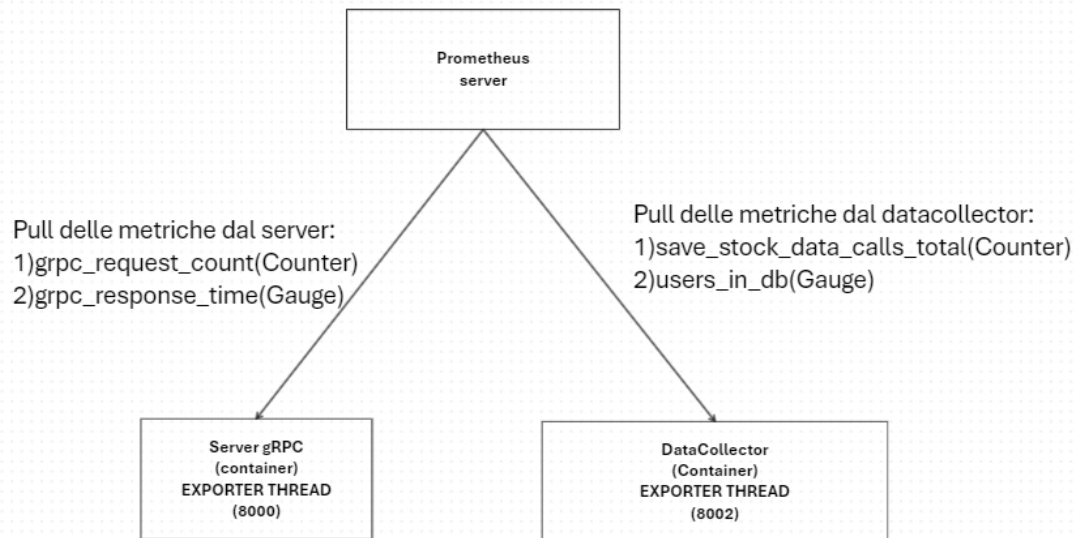 Prometheus
server
Pull delle metriche dal server:
1)grpc_request_count(Counter)
2)grpc_response_time(Gauge)
Pull delle metriche dal datacollector:
1)save_stock_data_calls_total(Counter)
2)users_in_db(Gauge)
Server gRPC
(container)
EXPORTER THREAD
(8000)
DataCollector
(Container)
EXPORTER THREAD
(8002)